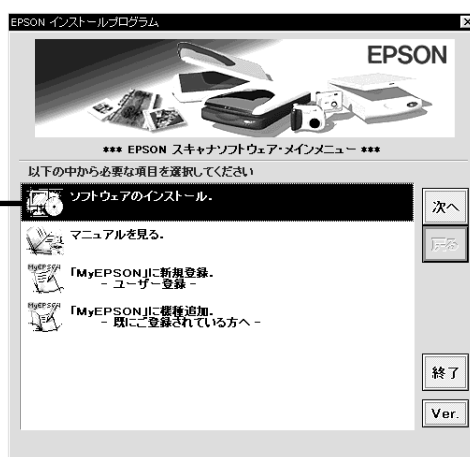 EPSON インストールプログラム
EPSON
*** EPSON スキャナソフトウェア・メインメニュー ***
以下の中から必要な項目を選択してください
ソフトウェアのインストール.
次へ
マニュアルを見る.
戻る
MyEPSON
「MyEPSON」に新規登録.
- ユーザー登録 -
MyEPSON
「MyEPSON」に機種追加.
- 既にご登録されている方へ -
終了
Ver.